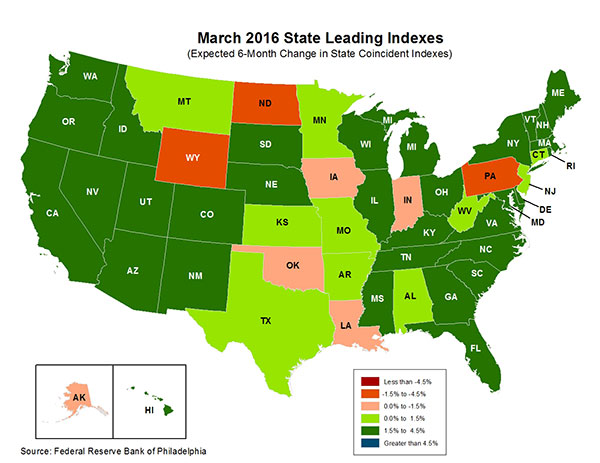 March 2016 State Leading Indexes
(Expected 6-Month Change in State Coincident Indexes)
WA
MT
ND
MN
ME
OR
ID
WY
SD
WI
MI
MI
VT
NH
NY
MA
CT
RI
NV
UT
CO
NE
IA
IL
IN
OH
PA
NJ
DE
MD
WV
VA
CA
KS
MO
KY
AZ
NM
OK
AR
TN
NC
SC
TX
LA
MS
AL
GA
FL
AK
HI
Less than -4.5%
-1.5% to -4.5%
0.0% to -1.5%
0.0% to 1.5%
1.5% to 4.5%
Greater than 4.5%
Source: Federal Reserve Bank of Philadelphia